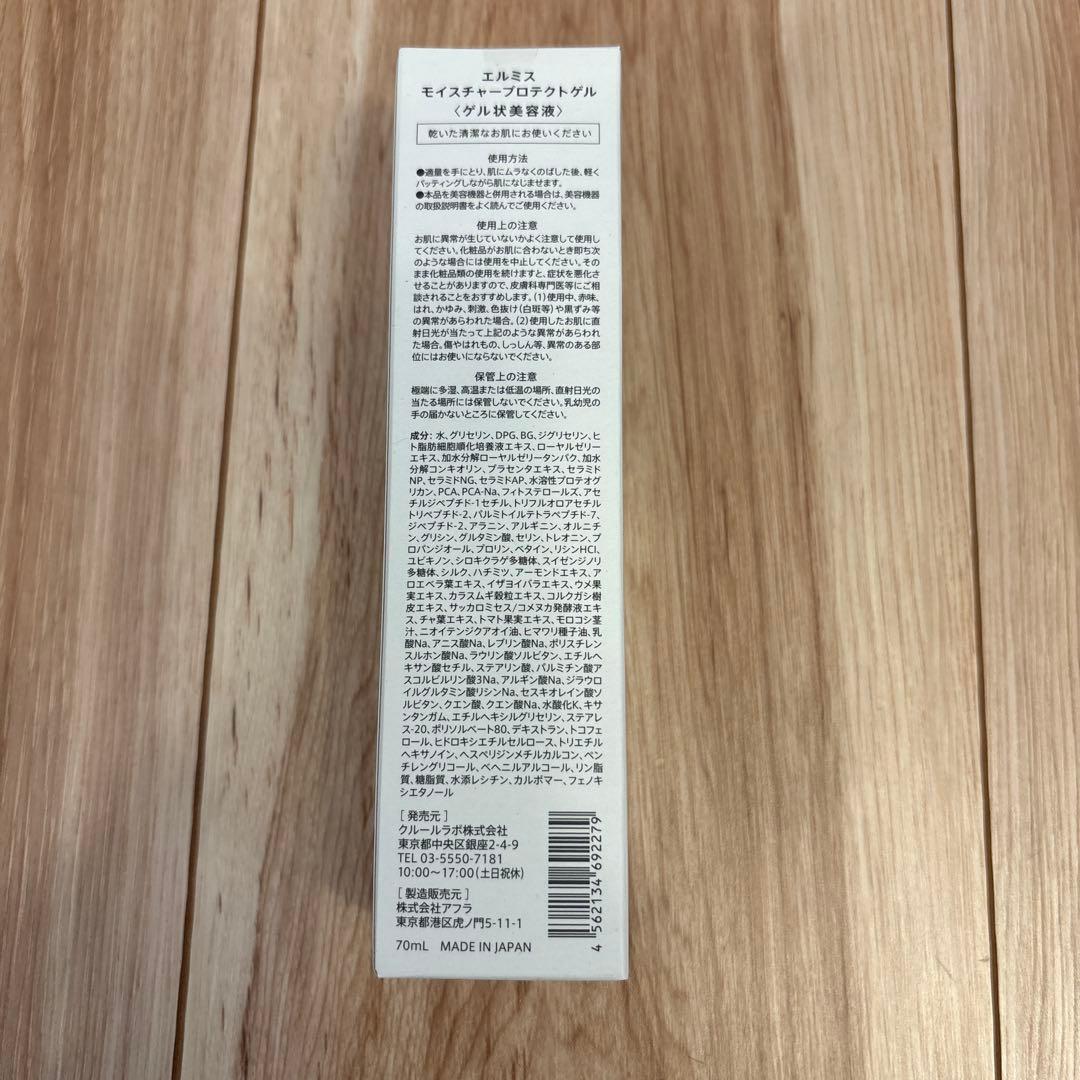 エルミス
モイスチャープロテクトゲル
〈ゲル状美容液〉
乾いた清潔なお肌にお使いください
使用方法
●適量を手にとり、肌にムラなくのばした後、軽く
パッティングしながら肌になじませます。
●本品を美容機器と併用される場合は、美容機器
の取扱説明書をよく読んでご使用ください。
使用上の注意
お肌に異常が生じていないかよく注意して使用し
てください。化粧品がお肌に合わないとき即ち次
のような場合には使用を中止してください。その
まま化粧品類の使用を続けますと、症状を悪化さ
せることがありますので、皮膚科専門医等にご相
談されることをおすすめします。(1)使用中、赤味、
はれ、かゆみ、刺激、色抜け(白斑等)や黒ずみ等
の異常があらわれた場合。(2)使用したお肌に直
射日光が当たって上記のような異常があらわれ
た場合。傷やはれもの、しっしん等、異常のある部
位にはお使いにならないでください。
保管上の注意
極端に多湿、高温または低温の場所、直射日光の
当たる場所には保管しないでください。乳幼児の
手の届かないところに保管してください。
成分：水、グリセリン、DPG、BG、ジグリセリン、ヒ
ト脂肪細胞順化培養液エキス、ローヤルゼリー
エキス、加水分解ローヤルゼリータンパク、加水
分解コンキオリン、プラセンタエキス、セラミド
NP、セラミドNG、セラミドAP、水溶性プロテオグ
リカン、PCA、PCA-Na、フィトステロールズ、アセ
チルジペプチド-1セチル、トリフルオロアセチル
トリペプチド-2、パルミトイルテトラペプチド-7、
ジペプチド-2、アラニン、アルギニン、オルニチ
ン、グリシン、グルタミン酸、セリン、トレオニン、プ
ロパンジオール、プロリン、ベタイン、リシンHCl、
ユビキノン、シロキクラゲ多糖体、スイゼンジノリ
多糖体、シルク、ハチミツ、アーモンドエキス、ア
ロエベラ葉エキス、イザヨイバラエキス、ウメ果
実エキス、カラスムギ穀粒エキス、コルクガシ樹
皮エキス、サッカロミセス/コメヌカ発酵液エキ
ス、チャ葉エキス、トマト果実エキス、モロコシ茎
汁、ニオイテンジクアオイ油、ヒマワリ種子油、乳
酸Na、アニス酸Na、レブリン酸Na、ポリスチレン
スルホン酸Na、ラウリン酸ソルビタン、エチルヘ
キサン酸セチル、ステアリン酸、パルミチン酸ア
スコルビルリン酸3Na、アルギン酸Na、ジラウロ
イルグルタミン酸リシンNa、セスキオレイン酸ソ
ルビタン、クエン酸、クエン酸Na、水酸化K、キサ
ンタンガム、エチルヘキシルグリセリン、ステアレ
ス-20、ポリソルベート80、デキストラン、トコフェ
ロール、ヒドロキシエチルセルロース、トリエチル
ヘキサノイン、ヘスペリジンメチルカルコン、ペン
チレングリコール、ベヘニルアルコール、リン脂
質、糖脂質、水添レシチン、カルボマー、フェノキ
シエタノール
［ 発売元 ］
クルールラボ株式会社
東京都中央区銀座2-4-9
TEL 03-5550-7181
10:00～17:00(土日祝休)
［ 製造販売元 ］
株式会社アフラ
東京都港区虎ノ門5-11-1
70mL MADE IN JAPAN
4 562134 692279